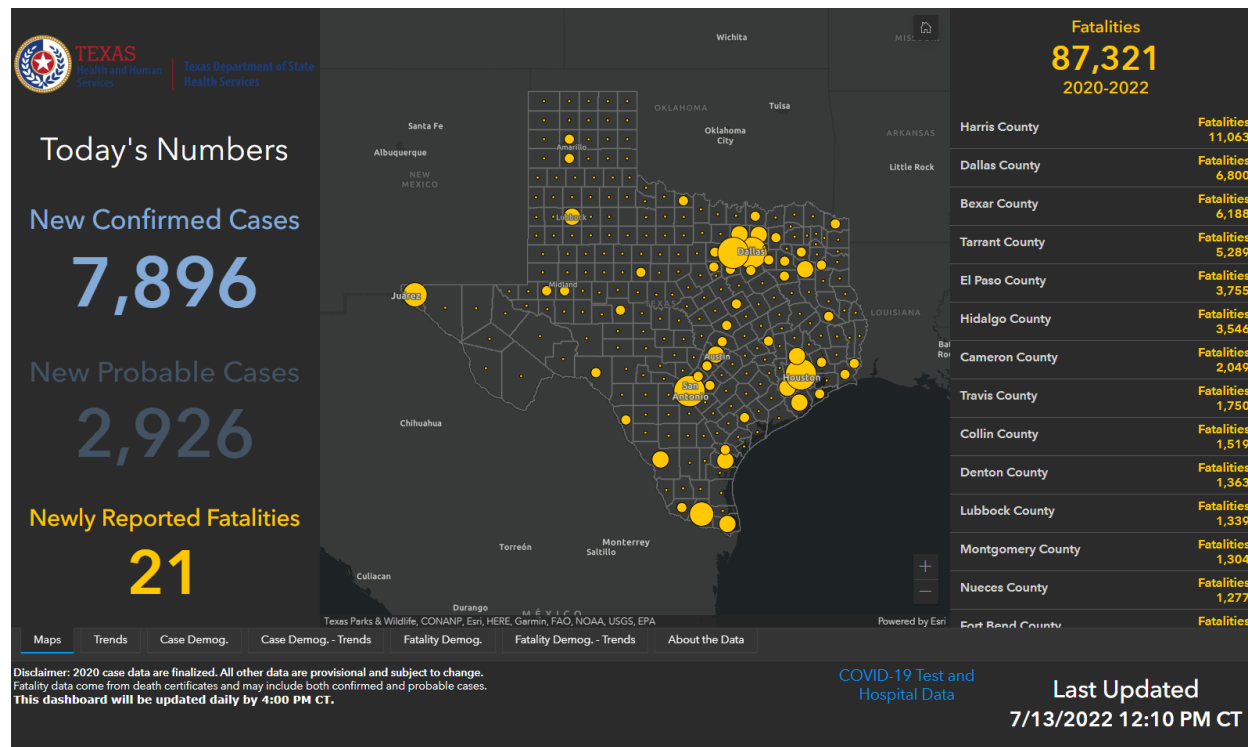 TEXAS
Health and Human
Services
Texas Department of State
Health Services
Today's Numbers
New Confirmed Cases
7,896
New Probable Cases
2,926
Newly Reported Fatalities
21
Wichita
OKLAHOMA
Tulsa
Santa Fe
Oklahoma
City
ARKANSAS
Amarillo
Albuquerque
Little Rock
NEW
MEXICO
Lubbock
Dallas
Midland
Juárez
TEXAS
LOUISIANA
Austin
Houston
San
Antonio
Chihuahua
Torreón
Monterrey
Saltillo
Culiacan
Durango
MÉXICO
Texas Parks & Wildlife, CONANP, Esri, HERE, Garmin, FAO, NOAA, USGS, EPA
Powered by Esri
Fatalities
87,321
2020-2022
Harris County
Fatalities
11,063
Dallas County
Fatalities
6,800
Bexar County
Fatalities
6,188
Tarrant County
Fatalities
5,289
El Paso County
Fatalities
3,755
Hidalgo County
Fatalities
3,546
Cameron County
Fatalities
2,049
Travis County
Fatalities
1,750
Collin County
Fatalities
1,519
Denton County
Fatalities
1,363
Lubbock County
Fatalities
1,339
Montgomery County
Fatalities
1,304
Nueces County
Fatalities
1,277
Fort Bend County
Fatalities
Maps
Trends
Case Demog.
Case Demog. - Trends
Fatality Demog.
Fatality Demog. - Trends
About the Data
Disclaimer: 2020 case data are finalized. All other data are provisional and subject to change.
Fatality data come from death certificates and may include both confirmed and probable cases.
This dashboard will be updated daily by 4:00 PM CT.
COVID-19 Test and
Hospital Data
Last Updated
7/13/2022 12:10 PM CT